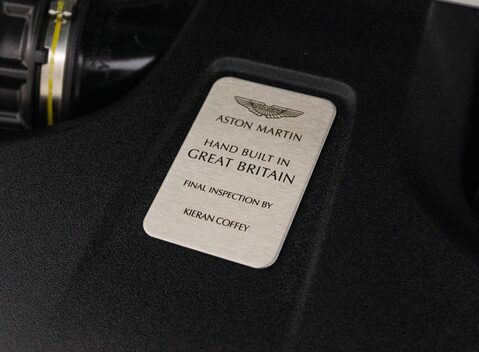 ASTON MARTIN
HAND BUILT IN
GREAT BRITAIN
FINAL INSPECTION BY
KIERAN COFFEY